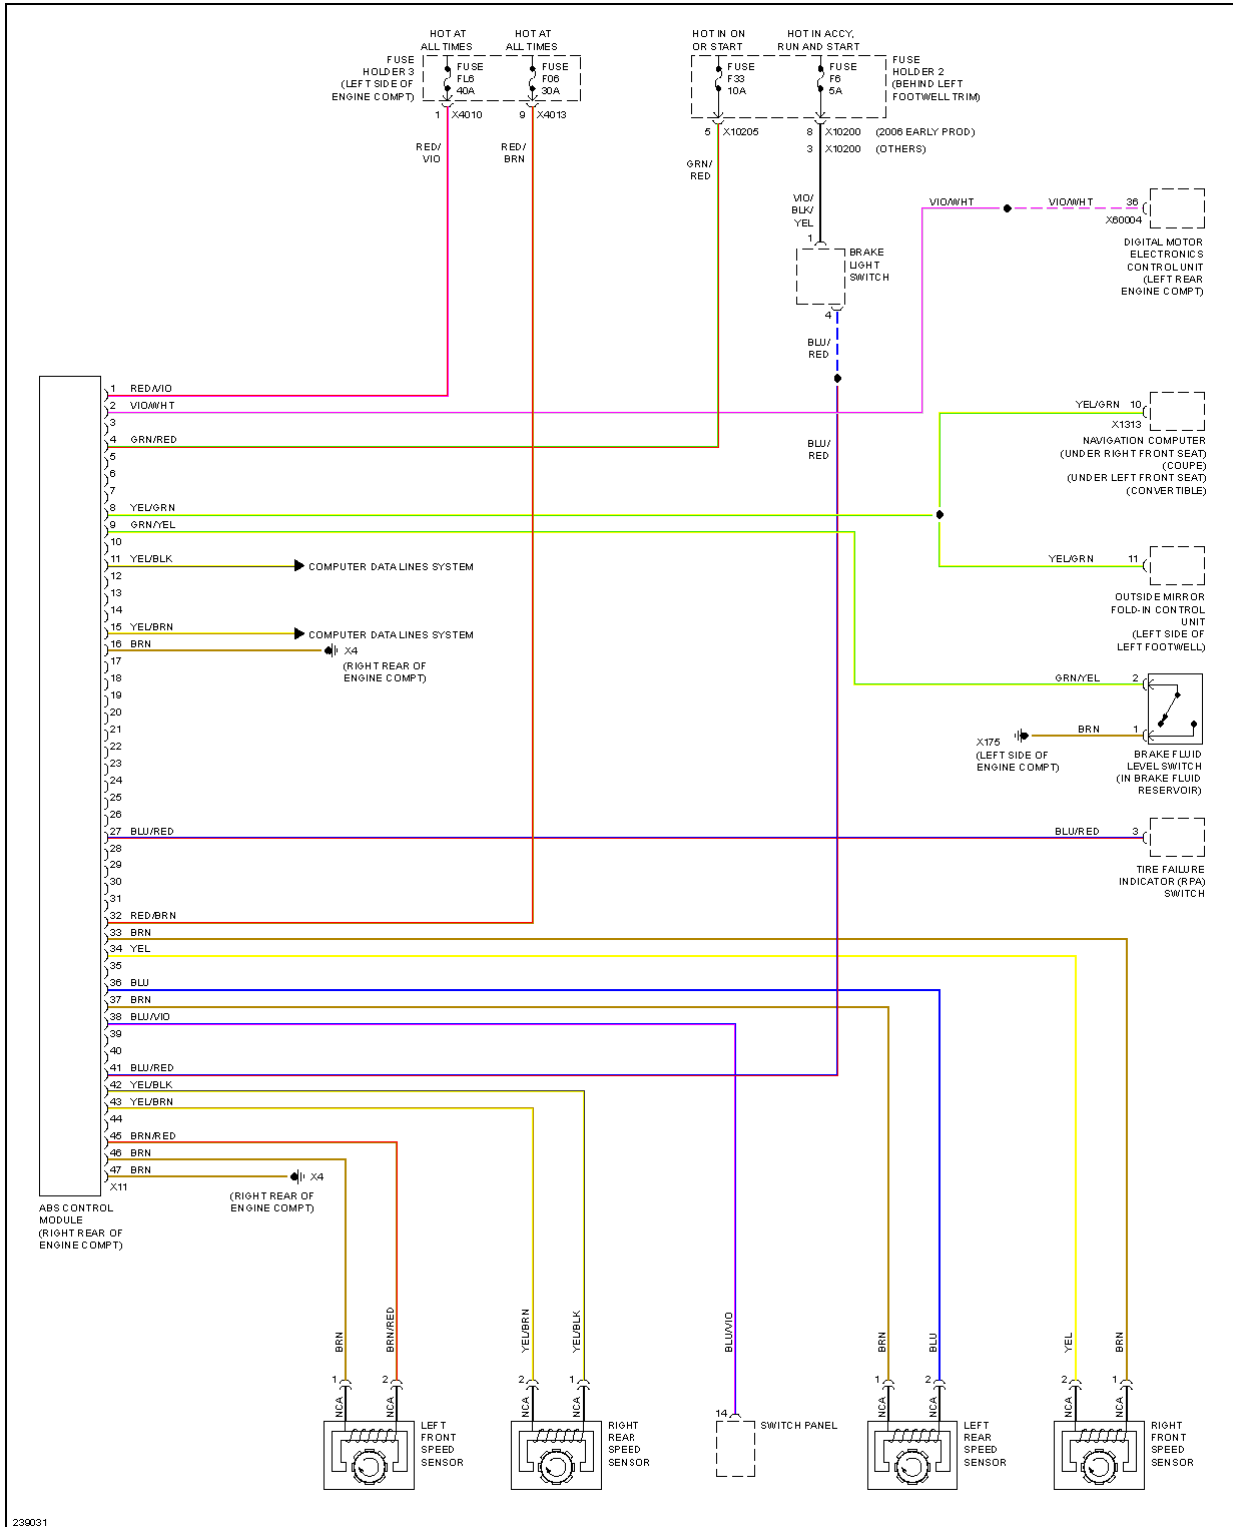 HOT AT
ALL TIMES
HOT AT
ALL TIMES
HOT IN ON
OR START
HOT IN ACCY,
RUN AND START
FUSE
HOLDER 3
(LEFT SIDE OF
ENGINE COMPT)
FUSE
FL6
40A
FUSE
F06
30A
FUSE
F33
10A
FUSE
F6
5A
FUSE
HOLDER 2
(BEHIND LEFT
FOOTWELL TRIM)
1 X4010
9 X4013
5 X10205
8 X10200 (2006 EARLY PROD)
3 X10200 (OTHERS)
RED/
VIO
RED/
BRN
GRN/
RED
VIO/
BLK/
YEL
1
BRAKE
LIGHT
SWITCH
4
BLU/
RED
BLU/
RED
VIO/WHT
VIO/WHT
36
X60004
DIGITAL MOTOR
ELECTRONICS
CONTROL UNIT
(LEFT REAR
ENGINE COMPT)
YEL/GRN 10
X1313
NAVIGATION COMPUTER
(UNDER RIGHT FRONT SEAT)
(COUPE)
(UNDER LEFT FRONT SEAT)
(CONVERTIBLE)
YEL/GRN 11
OUTSIDE MIRROR
FOLD-IN CONTROL
UNIT
(LEFT SIDE OF
LEFT FOOTWELL)
GRN/YEL 2
BRN 1
X175
(LEFT SIDE OF
ENGINE COMPT)
BRAKE FLUID
LEVEL SWITCH
(IN BRAKE FLUID
RESERVOIR)
BLU/RED 3
TIRE FAILURE
INDICATOR (RPA)
SWITCH
1 RED/VIO
2 VIO/WHT
3
4 GRN/RED
5
6
7
8 YEL/GRN
9 GRN/YEL
10
11 YEL/BLK
COMPUTER DATA LINES SYSTEM
12
13
14
15 YEL/BRN
COMPUTER DATA LINES SYSTEM
16 BRN
X4
(RIGHT REAR OF
ENGINE COMPT)
17
18
19
20
21
22
23
24
25
26
27 BLU/RED
28
29
30
31
32 RED/BRN
33 BRN
34 YEL
35
36 BLU
37 BRN
38 BLU/VIO
39
40
41 BLU/RED
42 YEL/BLK
43 YEL/BRN
44
45 BRN/RED
46 BRN
47 BRN
X4
(RIGHT REAR OF
ENGINE COMPT)
X11
ABS CONTROL
MODULE
(RIGHT REAR OF
ENGINE COMPT)
BRN
BRN/RED
YEL/BRN
YEL/BLK
BLU/VIO
BRN
BLU
YEL
BRN
1
2
2
1
14
1
2
2
1
NCA
NCA
NCA
NCA
NCA
NCA
NCA
NCA
LEFT
FRONT
SPEED
SENSOR
RIGHT
REAR
SPEED
SENSOR
SWITCH PANEL
LEFT
REAR
SPEED
SENSOR
RIGHT
FRONT
SPEED
SENSOR
239031